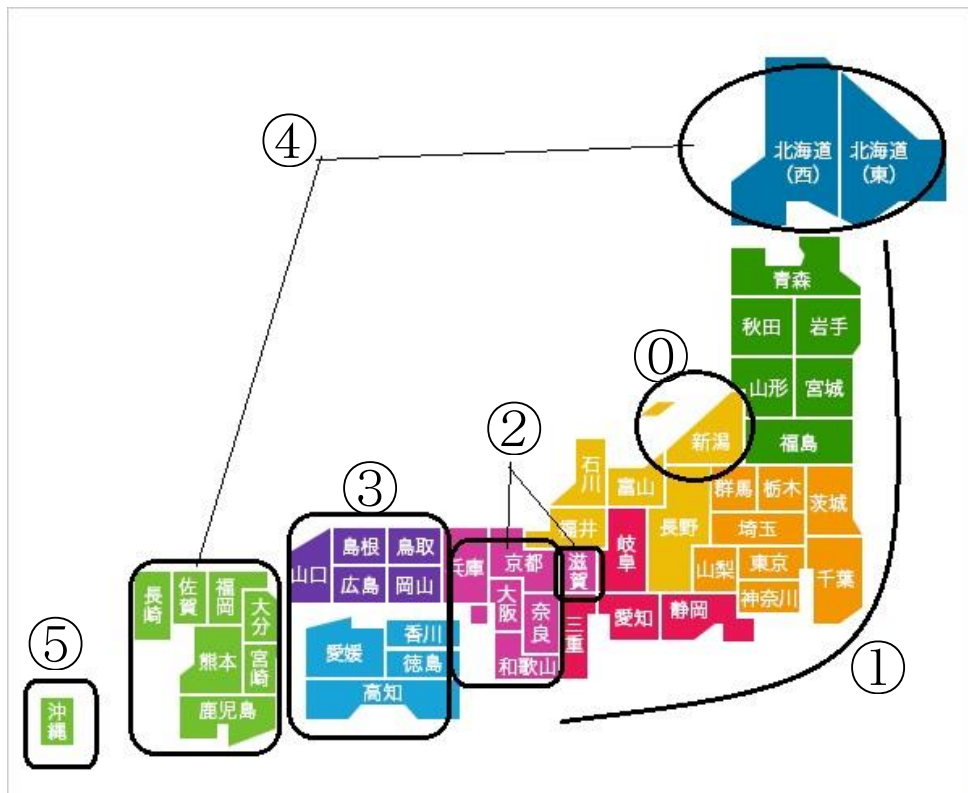 ④
北海道
(西)
北海道
(東)
青森
秋田
岩手
⓪
山形
宮城
新潟
福島
②
石川
富山
群馬
栃木
茨城
③
福井
長野
埼玉
岐阜
島根
鳥取
兵庫
京都
滋賀
山梨
東京
千葉
山口
広島
岡山
大阪
奈良
神奈川
長崎
佐賀
福岡
大分
三重
愛知
静岡
香川
愛媛
徳島
和歌山
①
⑤
熊本
宮崎
高知
鹿児島
沖縄